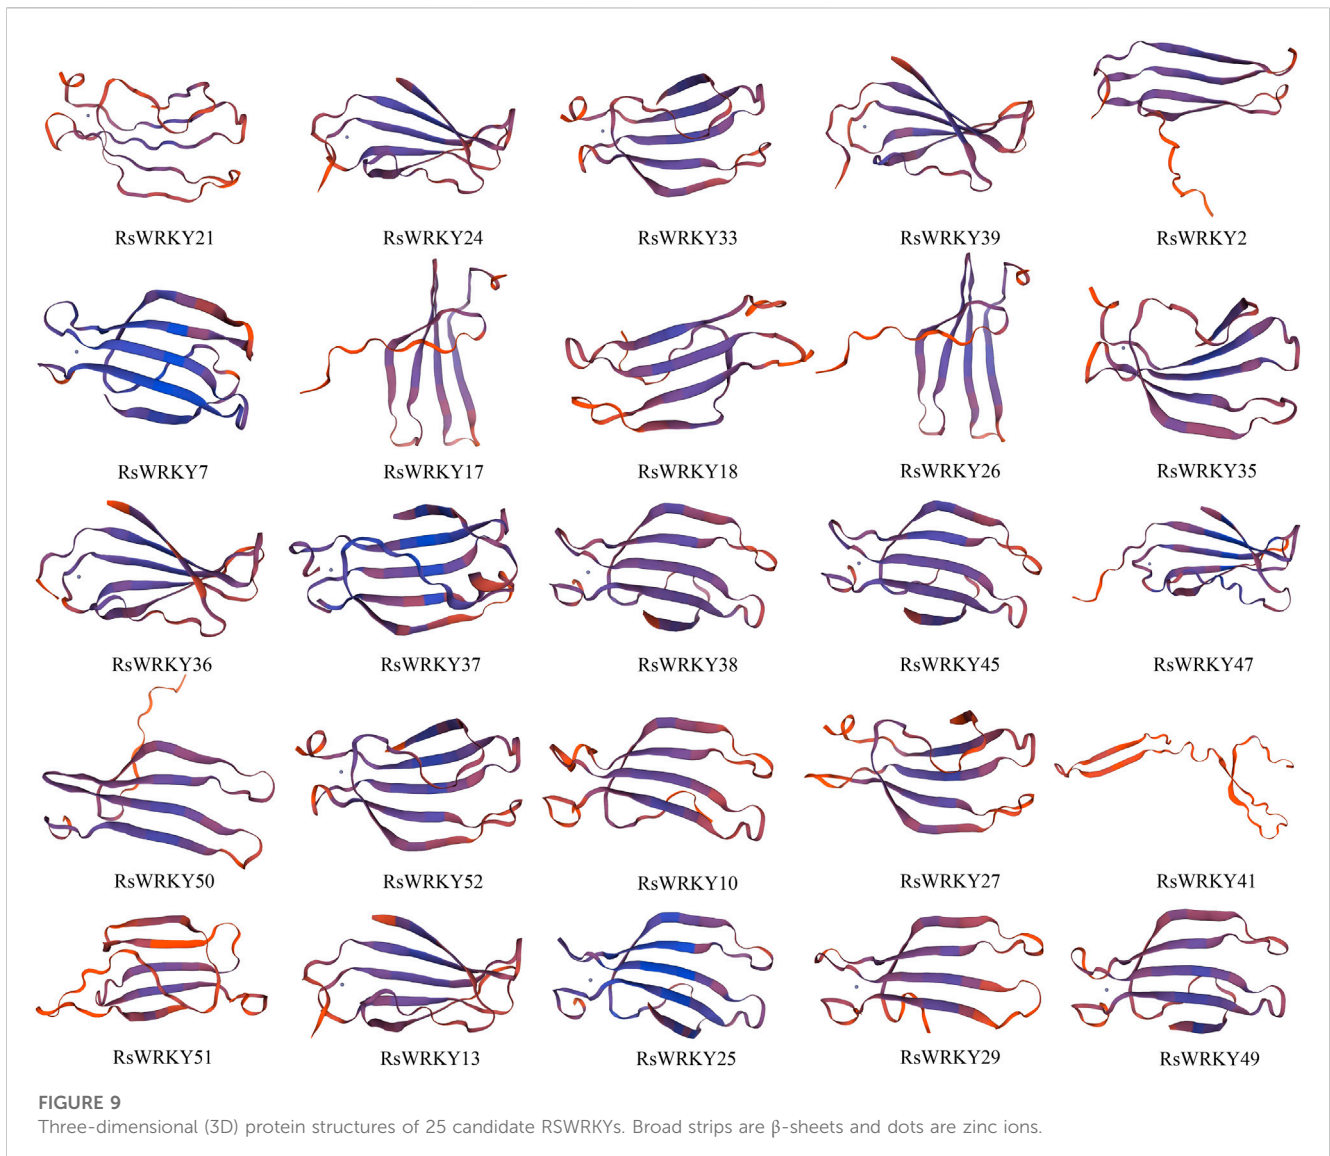 RsWRKY21 RsWRKY24 RsWRKY33 RsWRKY39 RsWRKY2
RsWRKY7 RsWRKY17 RsWRKY18 RsWRKY26 RsWRKY35
RsWRKY36 RsWRKY37 RsWRKY38 RsWRKY45 RsWRKY47
RsWRKY50 RsWRKY52 RsWRKY10 RsWRKY27 RsWRKY41
RsWRKY51 RsWRKY13 RsWRKY25 RsWRKY29 RsWRKY49
FIGURE 9
Three-dimensional (3D) protein structures of 25 candidate RSWRKYs. Broad strips are β-sheets and dots are zinc ions.